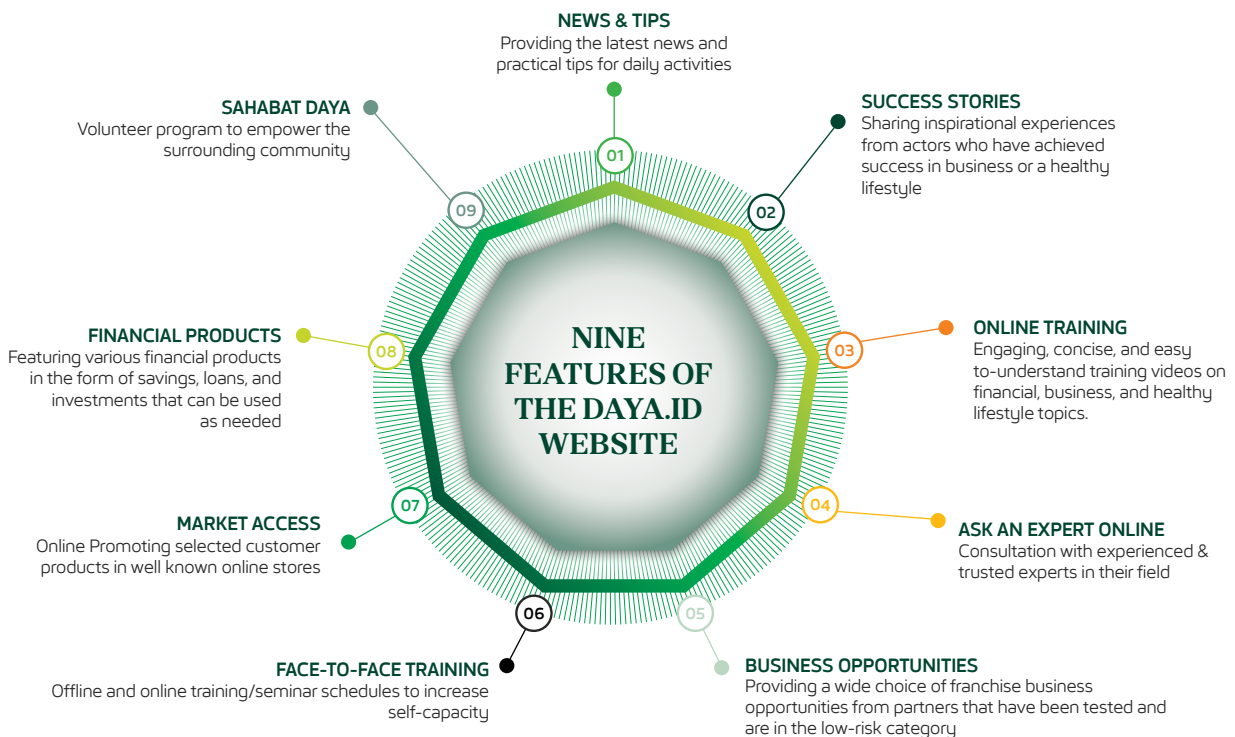 NEWS & TIPS
Providing the latest news and
practical tips for daily activities
SAHABAT DAYA
Volunteer program to empower the
surrounding community
SUCCESS STORIES
Sharing inspirational experiences
from actors who have achieved
success in business or a healthy
lifestyle
01
09
02
FINANCIAL PRODUCTS
Featuring various financial products
in the form of savings, loans, and
investments that can be used
as needed
08
NINE
FEATURES OF
THE DAYA.ID
WEBSITE
03
ONLINE TRAINING
Engaging, concise, and easy
to-understand training videos on
financial, business, and healthy
lifestyle topics.
MARKET ACCESS
Online Promoting selected customer
products in well known online stores
07
04
ASK AN EXPERT ONLINE
Consultation with experienced &
trusted experts in their field
06
05
FACE-TO-FACE TRAINING
Offline and online training/seminar schedules to increase
self-capacity
BUSINESS OPPORTUNITIES
Providing a wide choice of franchise business
opportunities from partners that have been tested and
are in the low-risk category